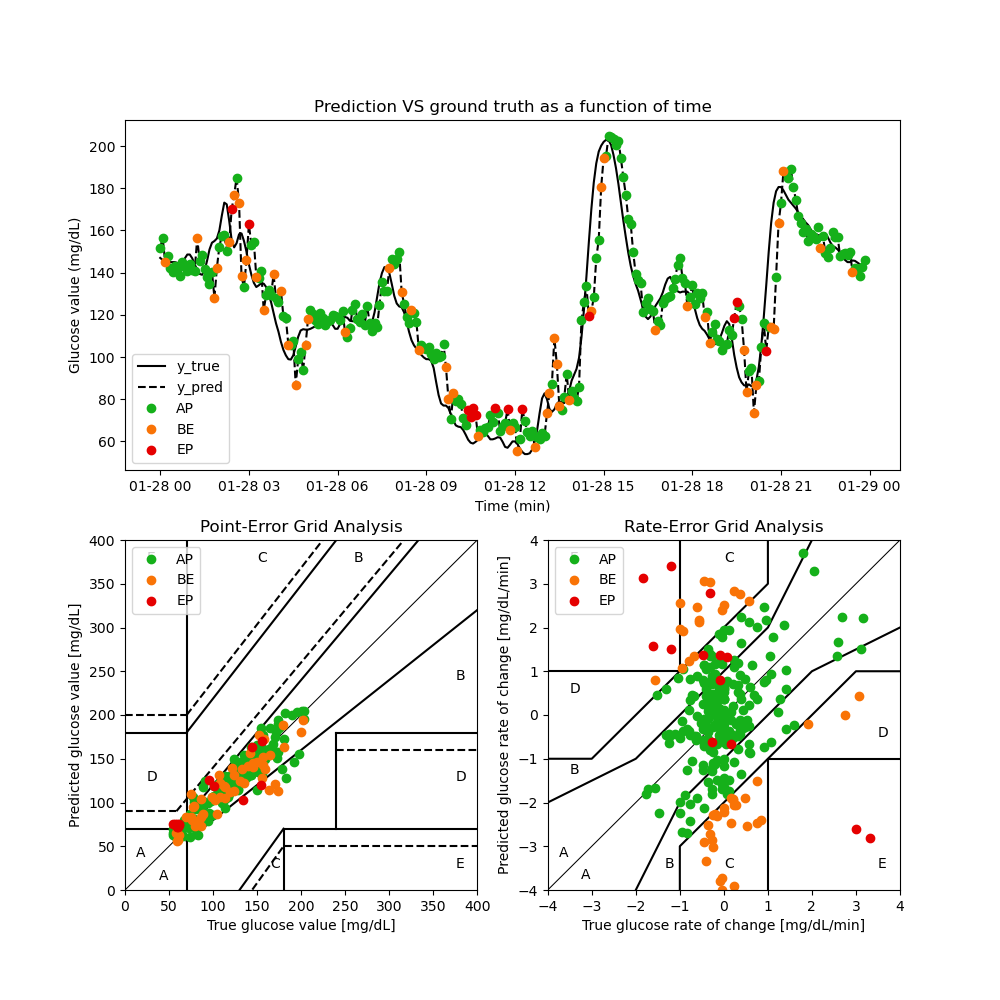 Prediction VS ground truth as a function of time
Glucose value (mg/dL)
200
180
160
140
120
100
80
60
y_true
y_pred
AP
BE
EP
01-28 00 01-28 03 01-28 06 01-28 09 01-28 12 01-28 15 01-28 18 01-28 21 01-29 00
Time (min)
Point-Error Grid Analysis
Predicted glucose value [mg/dL]
400
350
300
250
200
150
100
50
0
AP
BE
EP
C
B
B
D
D
A
A
C
E
0 50 100 150 200 250 300 350 400
True glucose value [mg/dL]
Rate-Error Grid Analysis
Predicted glucose rate of change [mg/dL/min]
4
3
2
1
0
−1
−2
−3
−4
AP
BE
EP
C
D
D
B
A
A
B
C
E
−4 −3 −2 −1 0 1 2 3 4
True glucose rate of change [mg/dL/min]